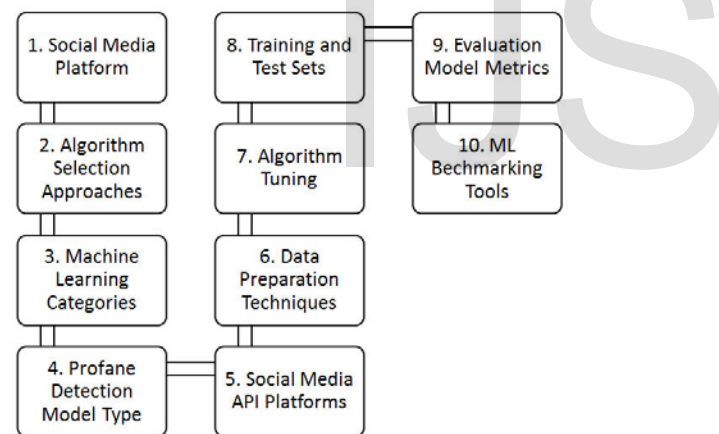 1. Social Media
Platform
2. Algorithm
Selection
Approaches
3. Machine
Learning
Categories
4. Profane
Detection
Model Type
5. Social Media
API Platforms
6. Data
Preparation
Techniques
7. Algorithm
Tuning
8. Training and
Test Sets
9. Evaluation
Model Metrics
10. ML
Bechmarking
Tools
IJS